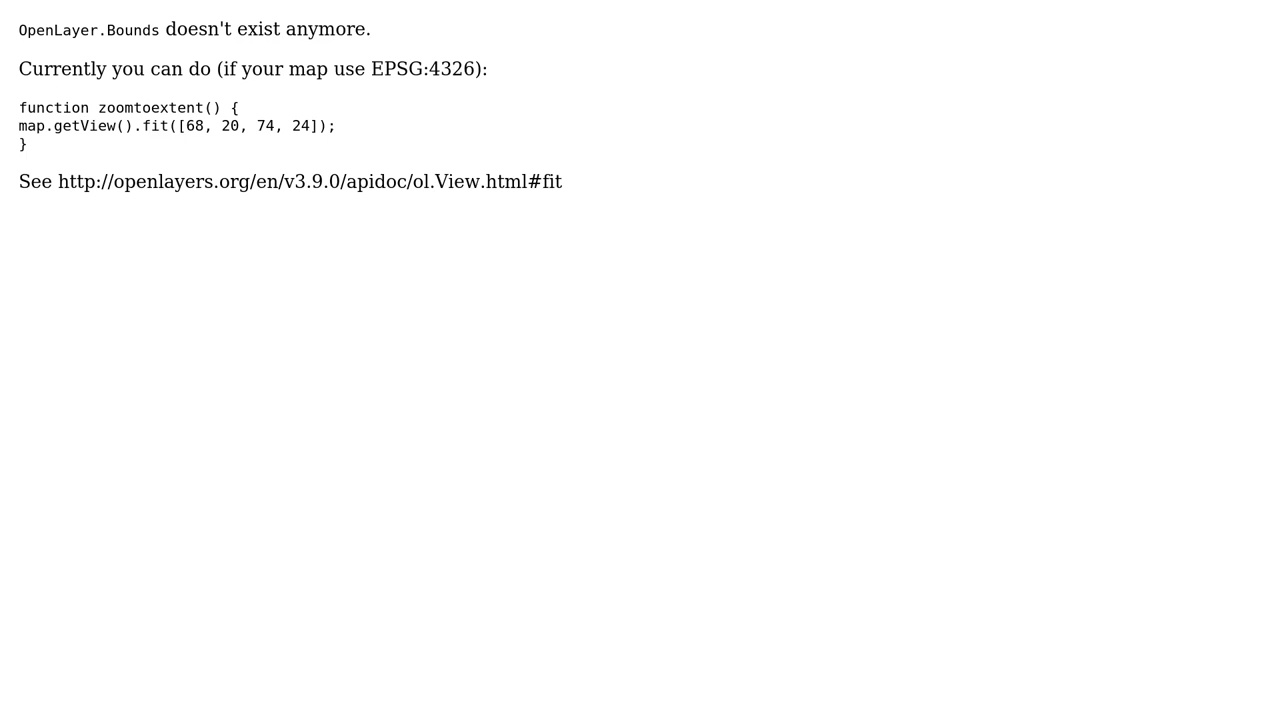 OpenLayer.Bounds doesn't exist anymore.
Currently you can do (if your map use EPSG:4326):
function zoomtoextent() {
map.getView().fit([68, 20, 74, 24]);
}
See http://openlayers.org/en/v3.9.0/apidoc/ol.View.html#fit